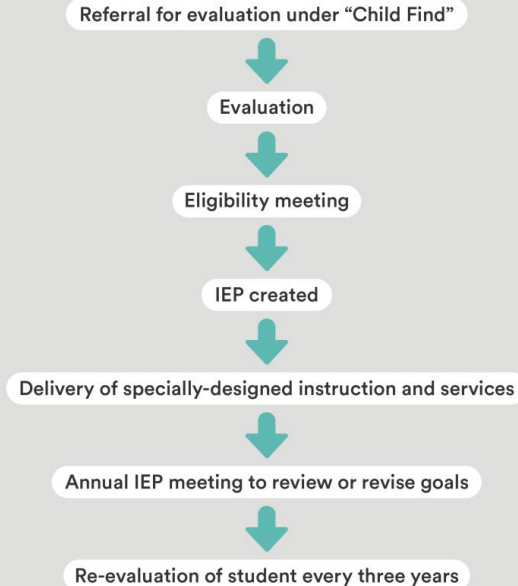 Referral for evaluation under “Child Find”
Evaluation
Eligibility meeting
IEP created
Delivery of specially-designed instruction and services
Annual IEP meeting to review or revise goals
Re-evaluation of student every three years